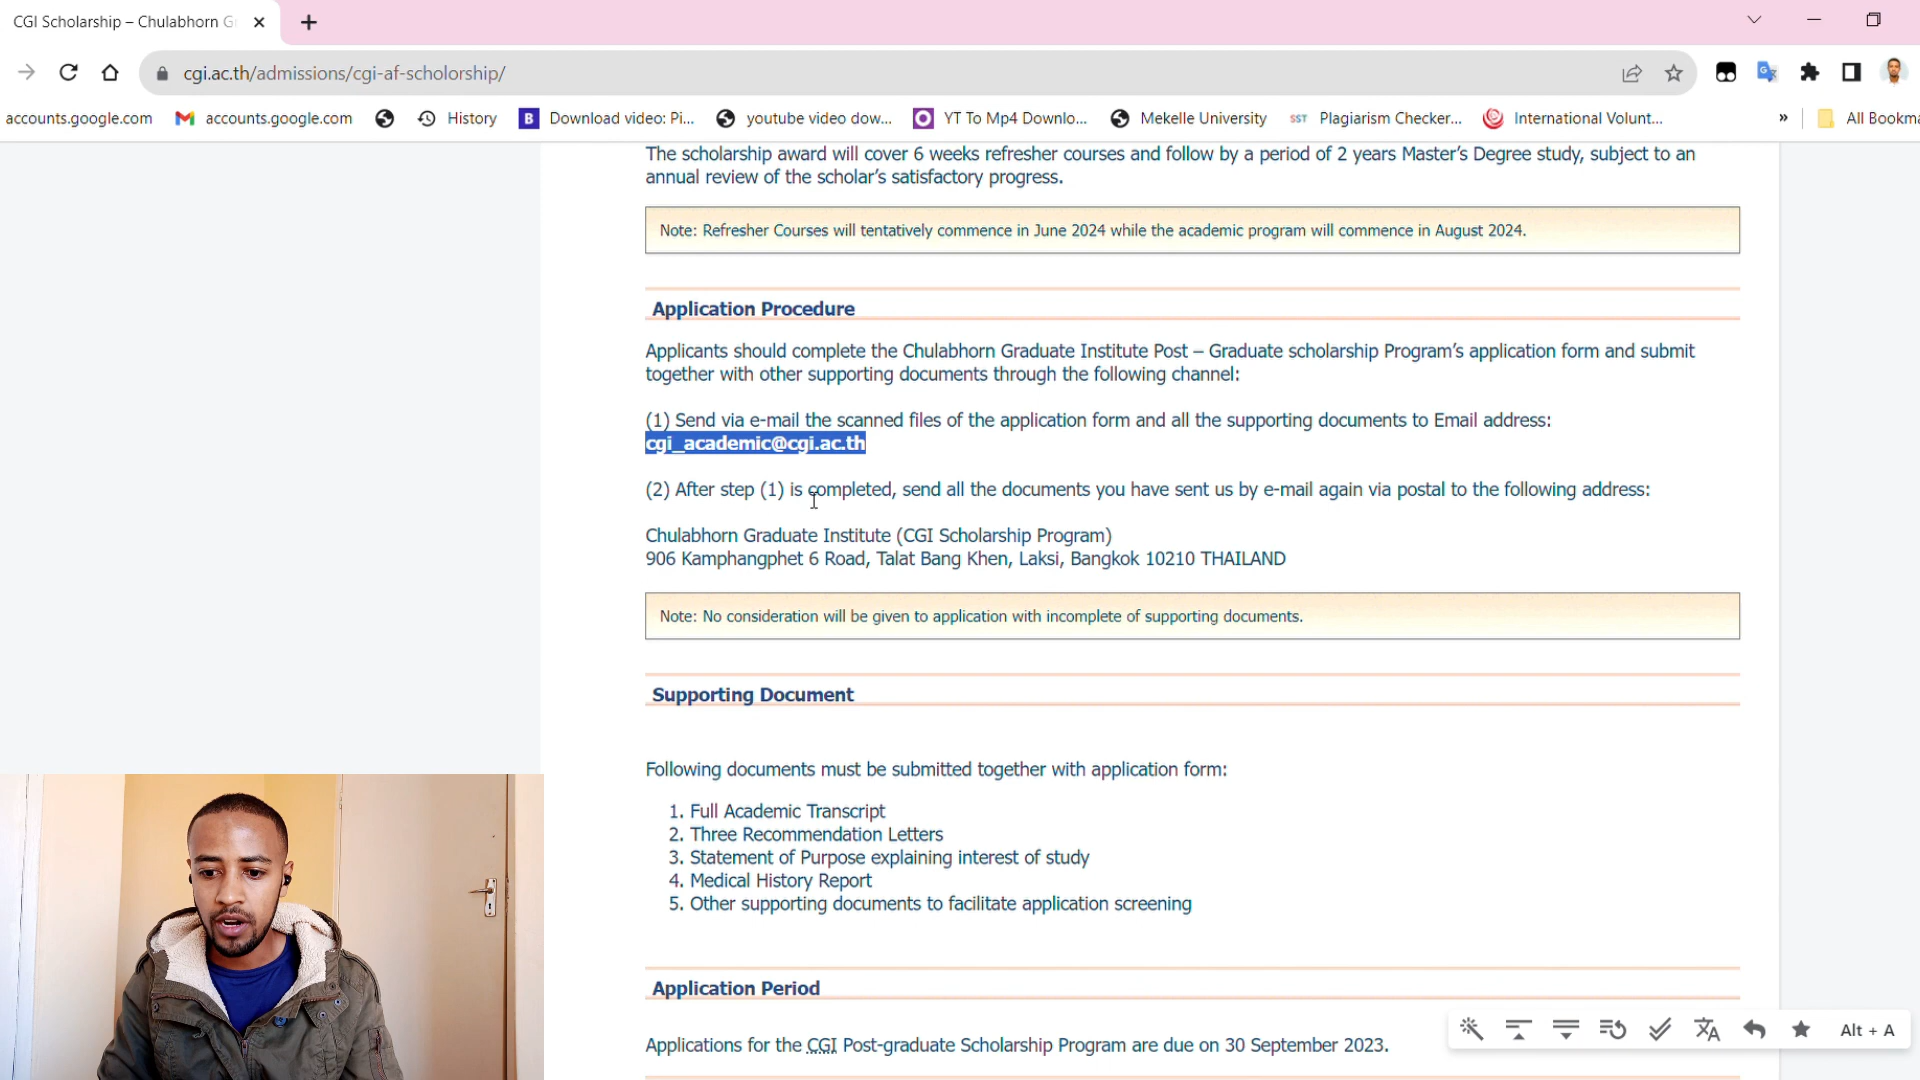 CGI Scholarship – Chulabhorn G
cgi.ac.th/admissions/cgi-af-scholorship/
accounts.google.com
accounts.google.com
History
B
Download video: Pi...
youtube video dow...
YT To Mp4 Downlo...
Mekelle University
SST
Plagiarism Checker...
International Volunt...
»
All Bookma
The scholarship award will cover 6 weeks refresher courses and follow by a period of 2 years Master’s Degree study, subject to an
annual review of the scholar’s satisfactory progress.
Note: Refresher Courses will tentatively commence in June 2024 while the academic program will commence in August 2024.
Application Procedure
Applicants should complete the Chulabhorn Graduate Institute Post – Graduate scholarship Program’s application form and submit
together with other supporting documents through the following channel:
(1) Send via e-mail the scanned files of the application form and all the supporting documents to Email address:
cgi_academic@cgi.ac.th
(2) After step (1) is completed, send all the documents you have sent us by e-mail again via postal to the following address:
Chulabhorn Graduate Institute (CGI Scholarship Program)
906 Kamphangphet 6 Road, Talat Bang Khen, Laksi, Bangkok 10210 THAILAND
Note: No consideration will be given to application with incomplete of supporting documents.
Supporting Document
Following documents must be submitted together with application form:
1. Full Academic Transcript
2. Three Recommendation Letters
3. Statement of Purpose explaining interest of study
4. Medical History Report
5. Other supporting documents to facilitate application screening
Application Period
Applications for the CGI Post-graduate Scholarship Program are due on 30 September 2023.
Alt + A